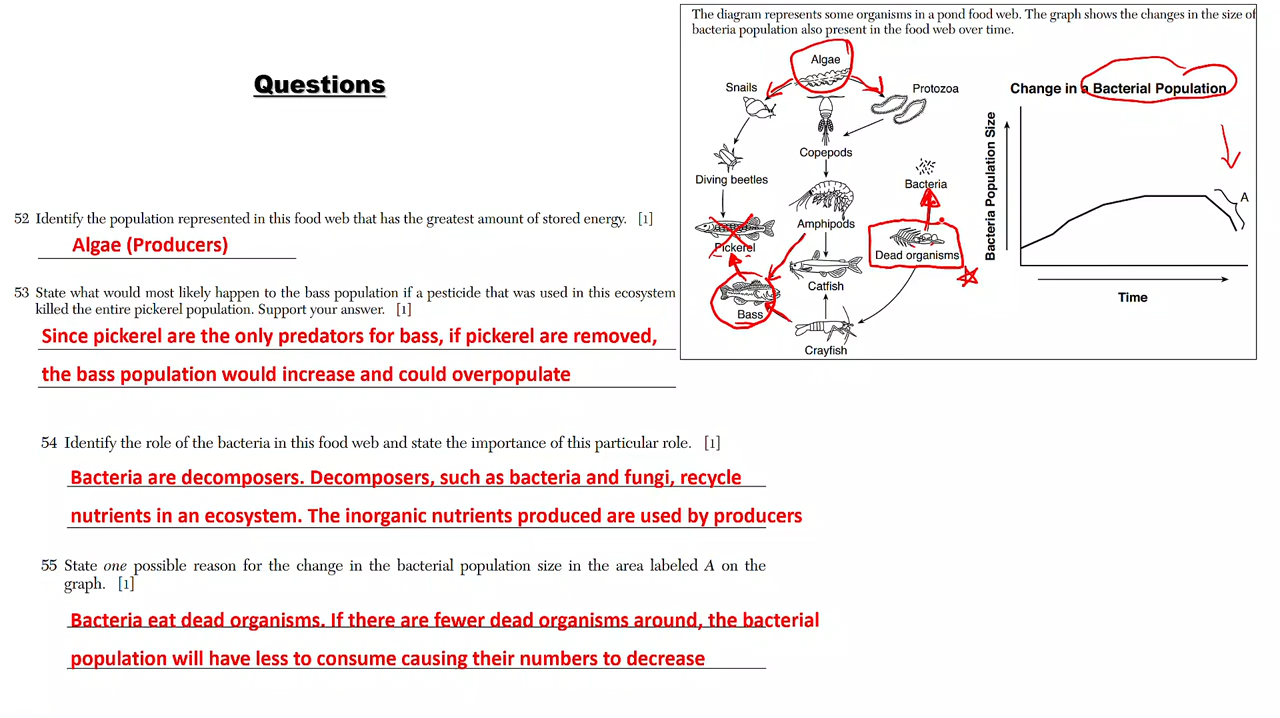 Questions
52 Identify the population represented in this food web that has the greatest amount of stored energy. [1]
Algae (Producers)
53 State what would most likely happen to the bass population if a pesticide that was used in this ecosystem
killed the entire pickerel population. Support your answer. [1]
Since pickerel are the only predators for bass, if pickerel are removed,
the bass population would increase and could overpopulate
54 Identify the role of the bacteria in this food web and state the importance of this particular role. [1]
Bacteria are decomposers. Decomposers, such as bacteria and fungi, recycle
nutrients in an ecosystem. The inorganic nutrients produced are used by producers
55 State one possible reason for the change in the bacterial population size in the area labeled A on the
graph. [1]
Bacteria eat dead organisms. If there are fewer dead organisms around, the bacterial
population will have less to consume causing their numbers to decrease
The diagram represents some organisms in a pond food web. The graph shows the changes in the size of
bacteria population also present in the food web over time.
Algae
Snails
Protozoa
Copepods
Diving beetles
Bacteria
Amphipods
Pickerel
Dead organisms
Catfish
Bass
Crayfish
Change in a Bacterial Population
Bacteria Population Size
A
Time